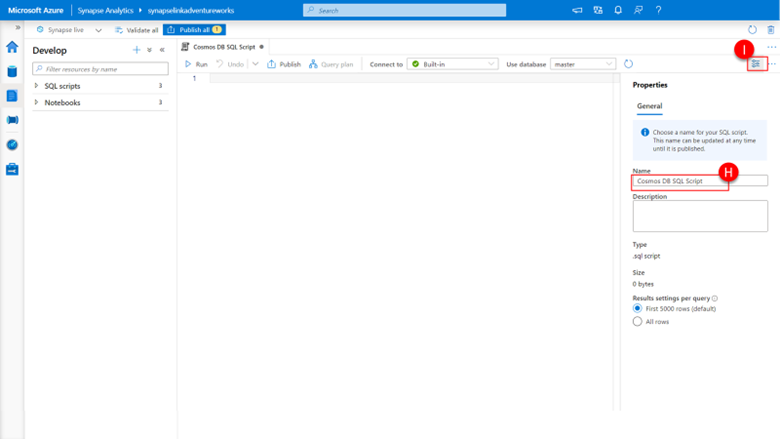 Microsoft Azure Synapse Analytics synapselinkadventureworks Search
Synapse live Validate all Publish all 1
Develop
Filter resources by name
SQL scripts 3
Notebooks 3
Cosmos DB SQL Script
Run Undo Publish Query plan Connect to Built-in Use database master
I
1
Properties
General
Choose a name for your SQL script.
This name can be updated at any time
until it is published.
H
Name
Cosmos DB SQL Script
Description
Type
.sql script
Size
0 bytes
Results settings per query
First 5000 rows (default)
All rows